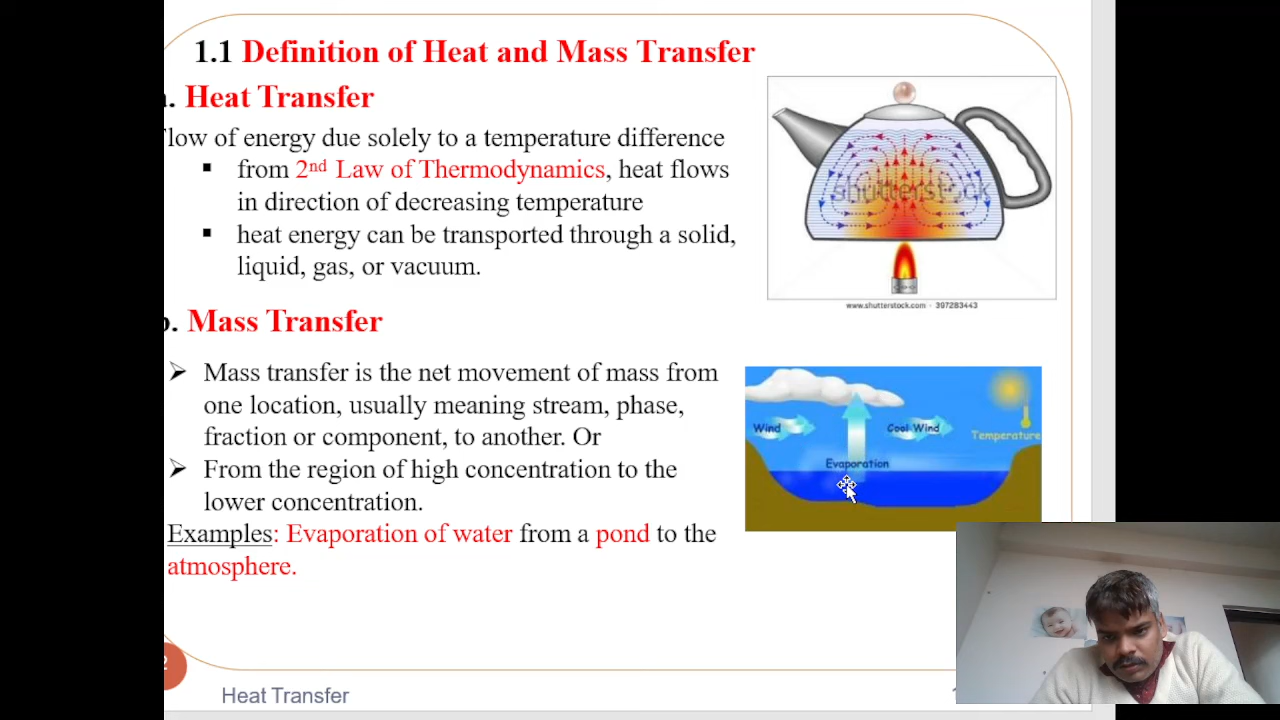 1.1 Definition of Heat and Mass Transfer
a. Heat Transfer
Flow of energy due solely to a temperature difference
▪ from 2nd Law of Thermodynamics, heat flows
in direction of decreasing temperature
▪ heat energy can be transported through a solid,
liquid, gas, or vacuum.
shutterstock
www.shutterstock.com · 397283443
b. Mass Transfer
➤ Mass transfer is the net movement of mass from
one location, usually meaning stream, phase,
fraction or component, to another. Or
➤ From the region of high concentration to the
lower concentration.
Examples: Evaporation of water from a pond to the
atmosphere.
Wind
Cool Wind
Temperature
Evaporation
2
Heat Transfer